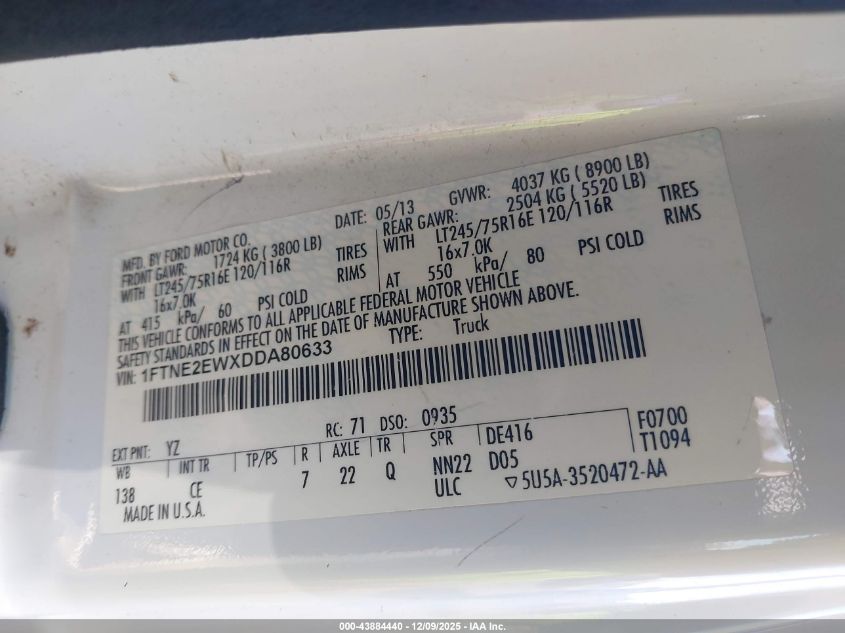 MFD. BY FORD MOTOR CO.
DATE: 05/13 GVWR: 4037 KG ( 8900 LB)
FRONT GAWR: 1724 KG ( 3800 LB) REAR GAWR: 2504 KG ( 5520 LB)
WITH LT245/75R16E 120/116R TIRES WITH LT245/75R16E 120/116R TIRES
16x7.0K RIMS 16x7.0K RIMS
AT 415 kPa/ 60 PSI COLD AT 550 kPa/ 80 PSI COLD
THIS VEHICLE CONFORMS TO ALL APPLICABLE FEDERAL MOTOR VEHICLE
SAFETY STANDARDS IN EFFECT ON THE DATE OF MANUFACTURE SHOWN ABOVE.
VIN: 1FTNE2EWXDDA80633 TYPE: Truck
EXT PNT: YZ RC: 71 DSO: 0935 F0700
WB INT TR TP/PS R AXLE TR SPR DE416 T1094
138 CE 7 22 Q NN22 D05
ULC ▽5U5A-3520472-AA
MADE IN U.S.A.
000-43884440 - 12/09/2025 - IAA Inc.